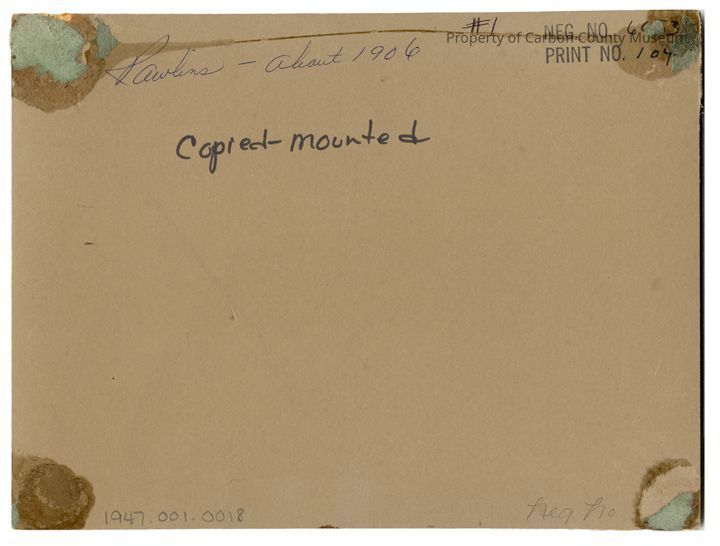 #1
NEG. NO.
Property of Carbon County Museum
PRINT NO. 104
Rawlins - about 1906
Copied - mounted
1947.001.0018
Neg. No